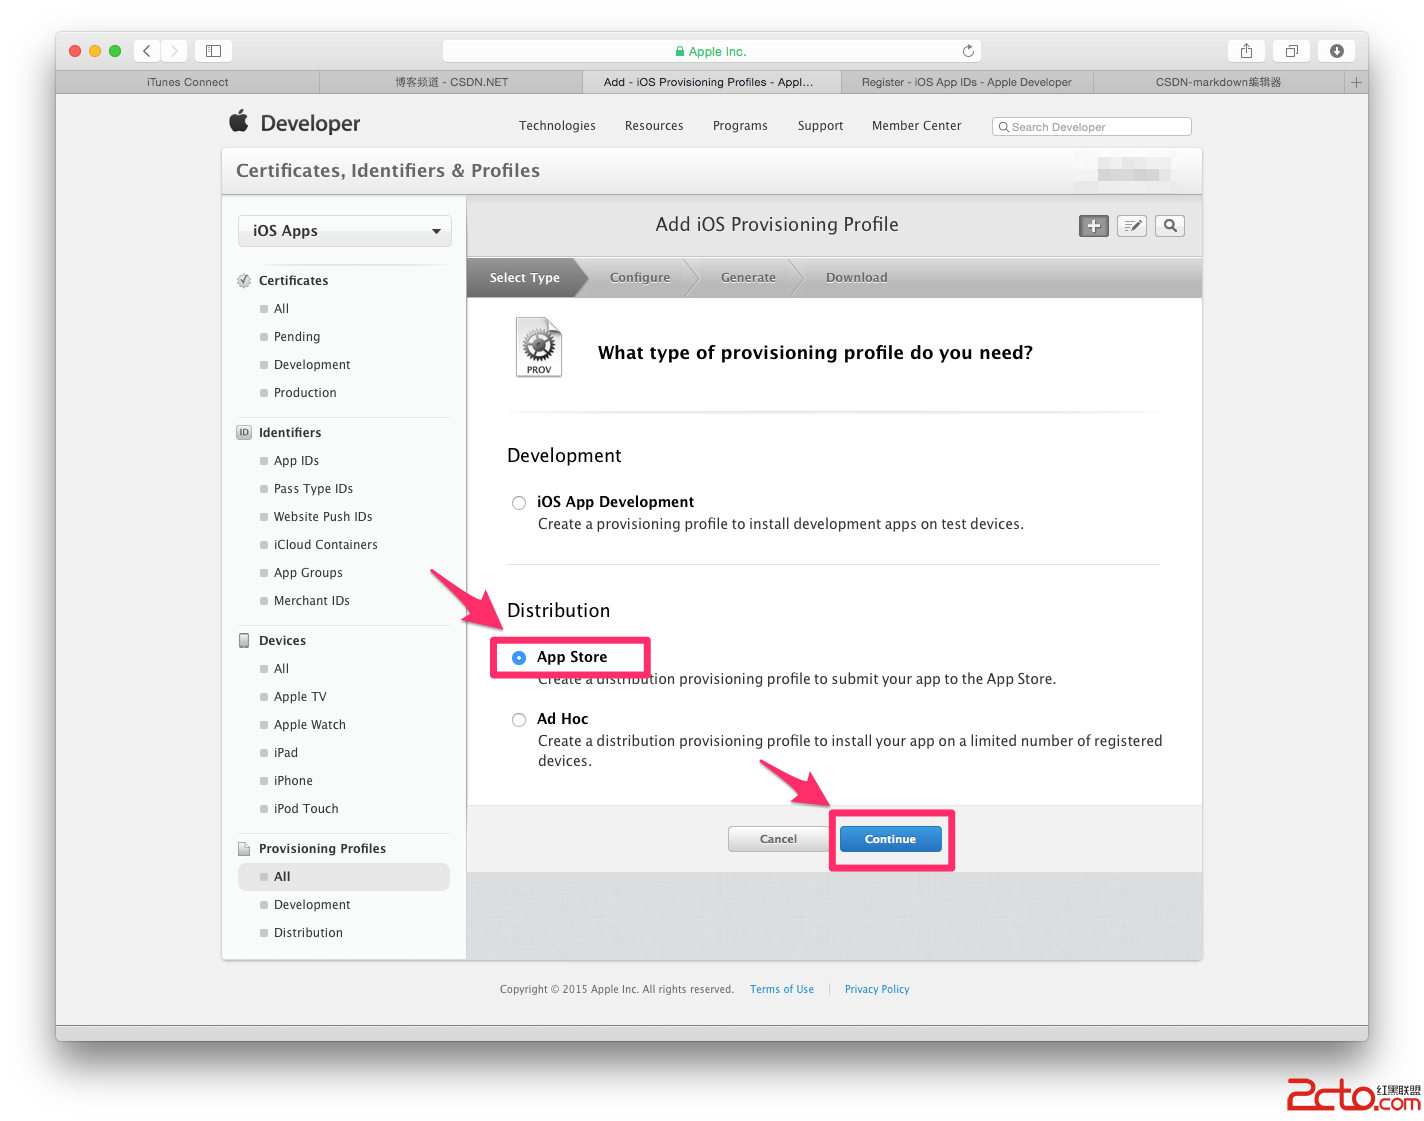 Apple Inc.
iTunes Connect
博客频道 - CSDN.NET
Add - iOS Provisioning Profiles - Appl...
Register - iOS App IDs - Apple Developer
CSDN-markdown编辑器
Developer
Technologies
Resources
Programs
Support
Member Center
Search Developer
Certificates, Identifiers & Profiles
iOS Apps
Certificates
All
Pending
Development
Production
ID
Identifiers
App IDs
Pass Type IDs
Website Push IDs
iCloud Containers
App Groups
Merchant IDs
Devices
All
Apple TV
Apple Watch
iPad
iPhone
iPod Touch
Provisioning Profiles
All
Development
Distribution
Add iOS Provisioning Profile
Select Type
Configure
Generate
Download
PROV
What type of provisioning profile do you need?
Development
iOS App Development
Create a provisioning profile to install development apps on test devices.
Distribution
App Store
Create a distribution provisioning profile to submit your app to the App Store.
Ad Hoc
Create a distribution provisioning profile to install your app on a limited number of registered
devices.
Cancel
Continue
Copyright © 2015 Apple Inc. All rights reserved.
Terms of Use
Privacy Policy
2cto.com
红黑联盟